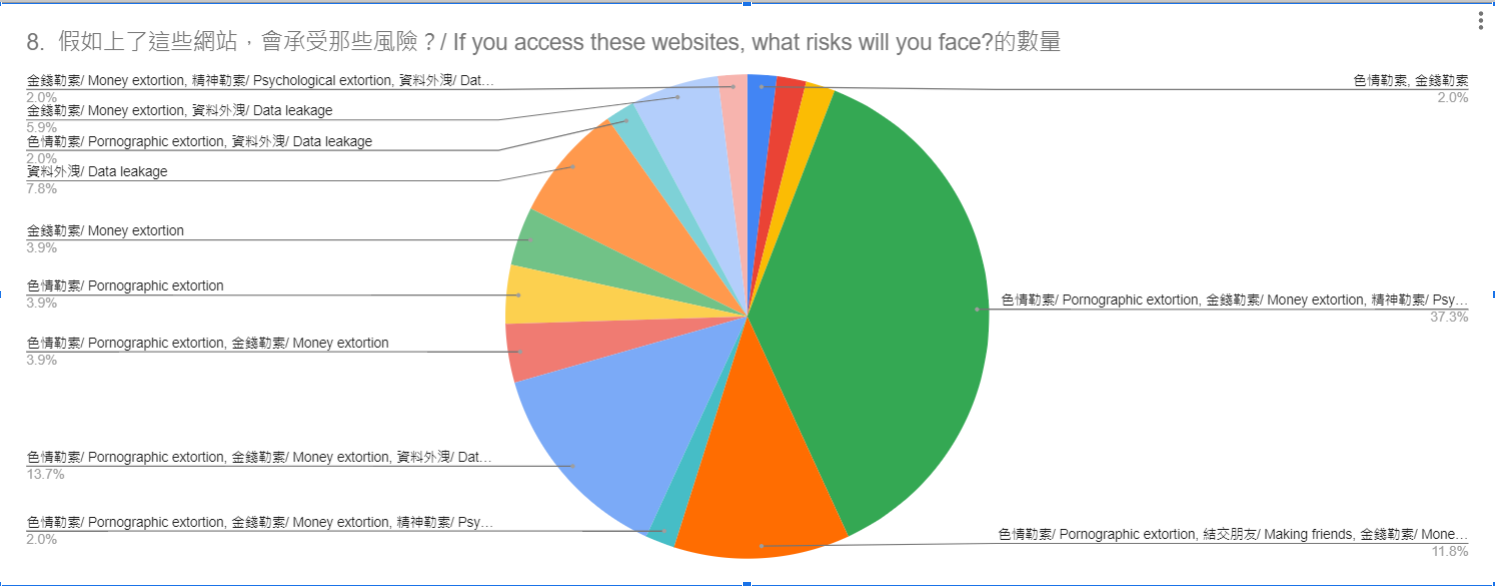 8. 假如上了這些網站，會承受那些風險？/ If you access these websites, what risks will you face?的數量
金錢勒索/ Money extortion, 精神勒索/ Psychological extortion, 資料外洩/ Dat…
2.0%
金錢勒索/ Money extortion, 資料外洩/ Data leakage
5.9%
色情勒索/ Pornographic extortion, 資料外洩/ Data leakage
2.0%
資料外洩/ Data leakage
7.8%
金錢勒索/ Money extortion
3.9%
色情勒索/ Pornographic extortion
3.9%
色情勒索/ Pornographic extortion, 金錢勒索/ Money extortion
3.9%
色情勒索/ Pornographic extortion, 金錢勒索/ Money extortion, 資料外洩/ Dat…
13.7%
色情勒索/ Pornographic extortion, 金錢勒索/ Money extortion, 精神勒索/ Psy…
2.0%
色情勒索, 金錢勒索
2.0%
色情勒索/ Pornographic extortion, 金錢勒索/ Money extortion, 精神勒索/ Psy…
37.3%
色情勒索/ Pornographic extortion, 結交朋友/ Making friends, 金錢勒索/ Mone…
11.8%